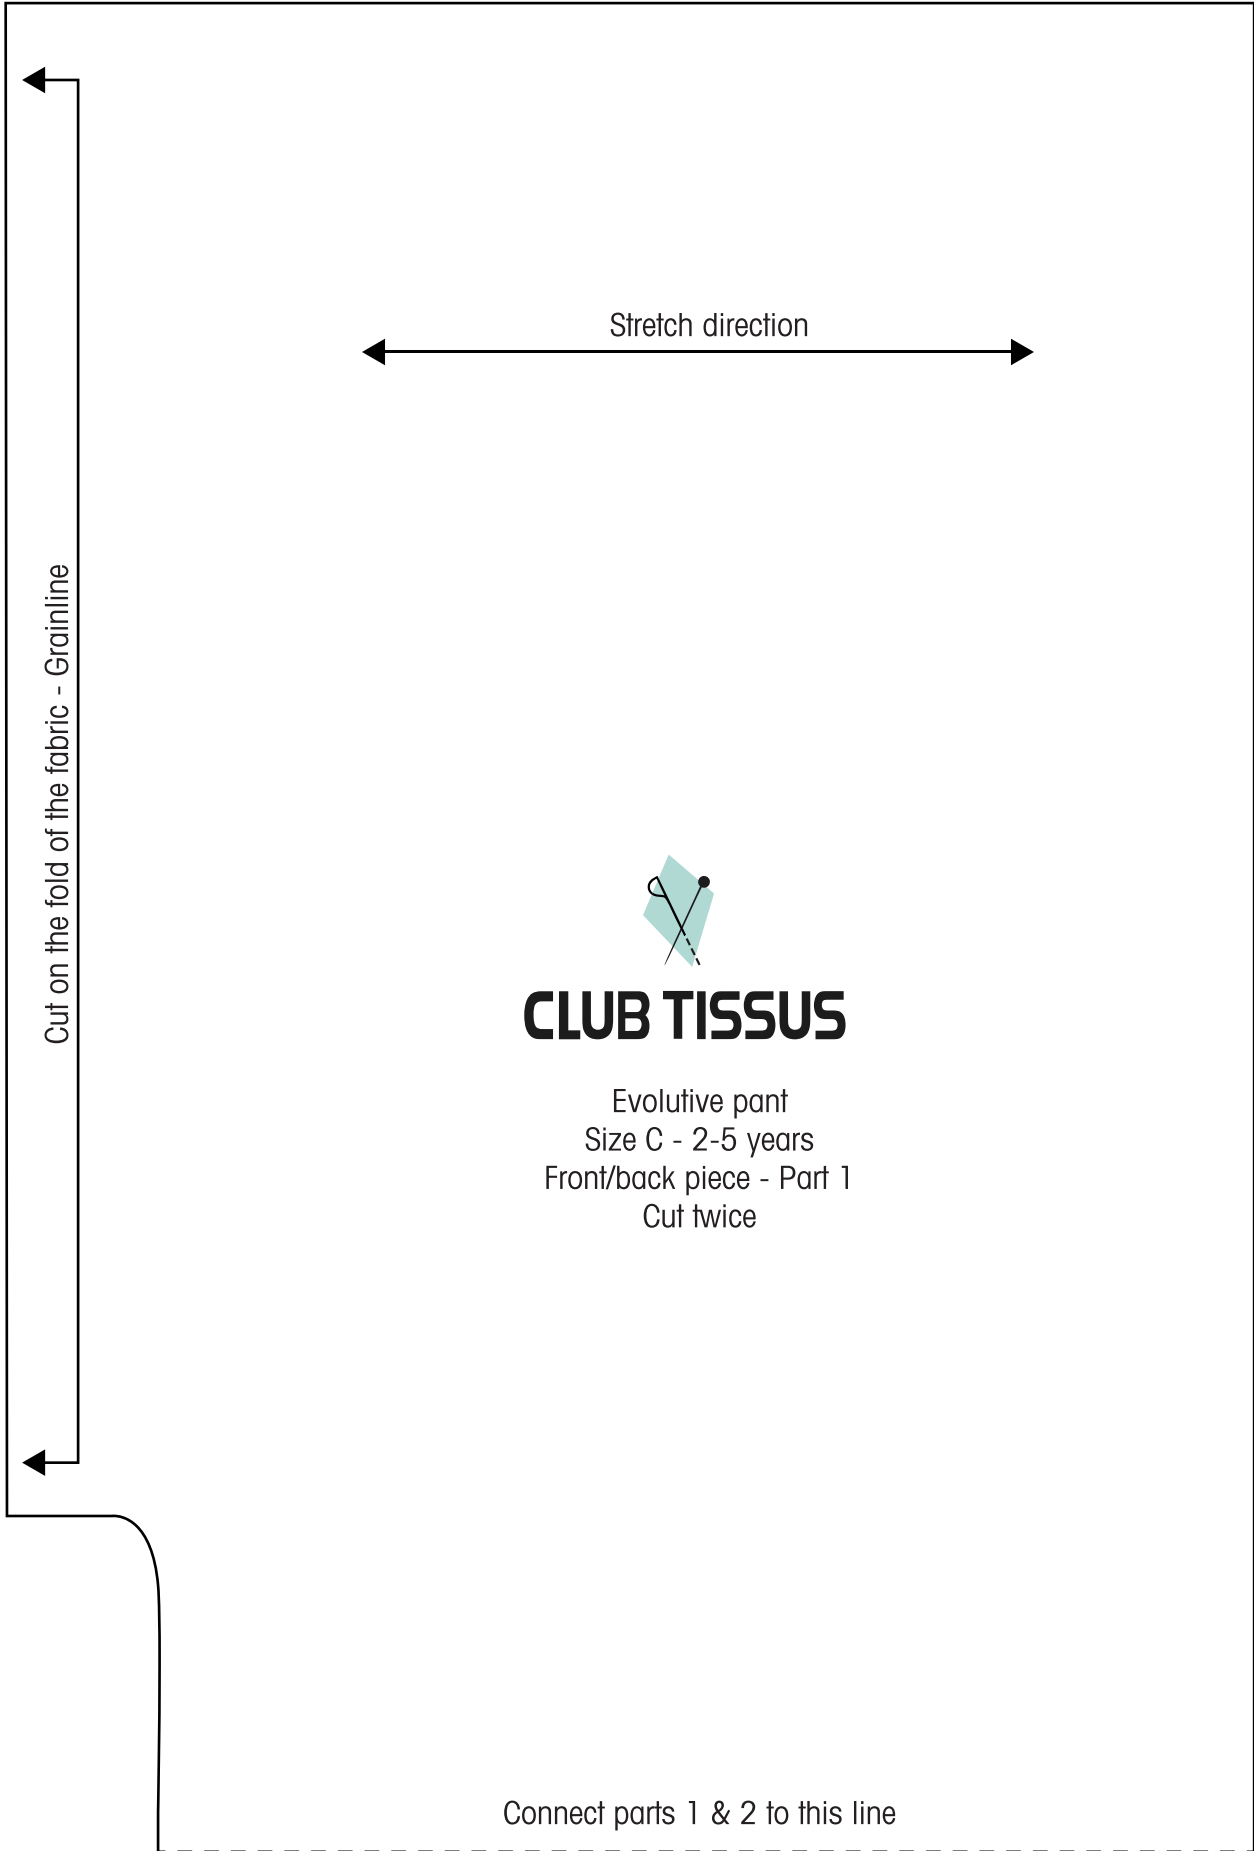 Stretch direction
Cut on the fold of the fabric - Grainline
CLUB TISSUS
Evolutive pant
Size C - 2-5 years
Front/back piece - Part 1
Cut twice
Connect parts 1 & 2 to this line